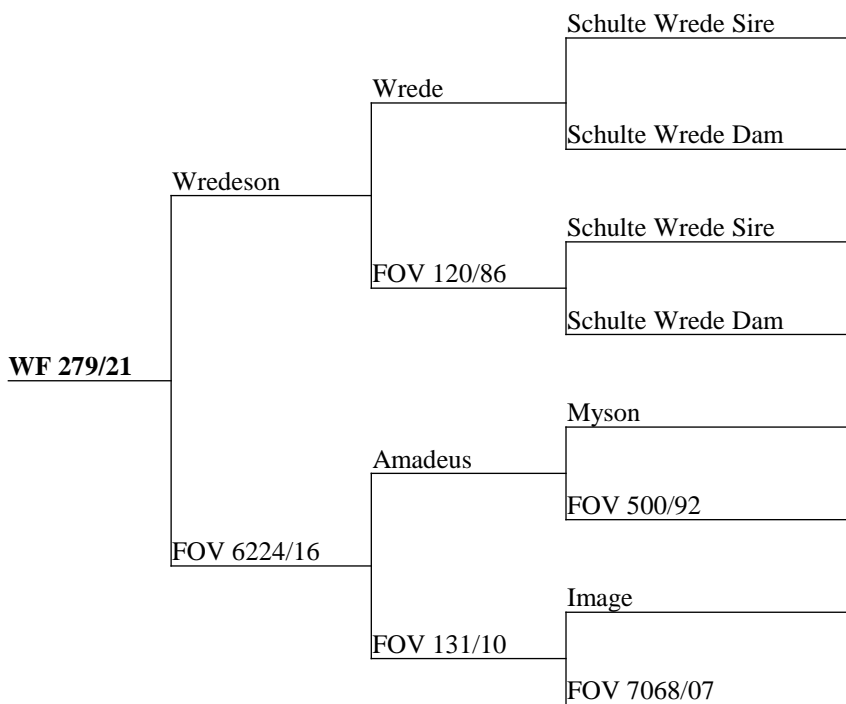 Schulte Wrede Sire
Wrede
Schulte Wrede Dam
Wredeson
Schulte Wrede Sire
FOV 120/86
Schulte Wrede Dam
WF 279/21
Myson
Amadeus
FOV 500/92
FOV 6224/16
Image
FOV 131/10
FOV 7068/07